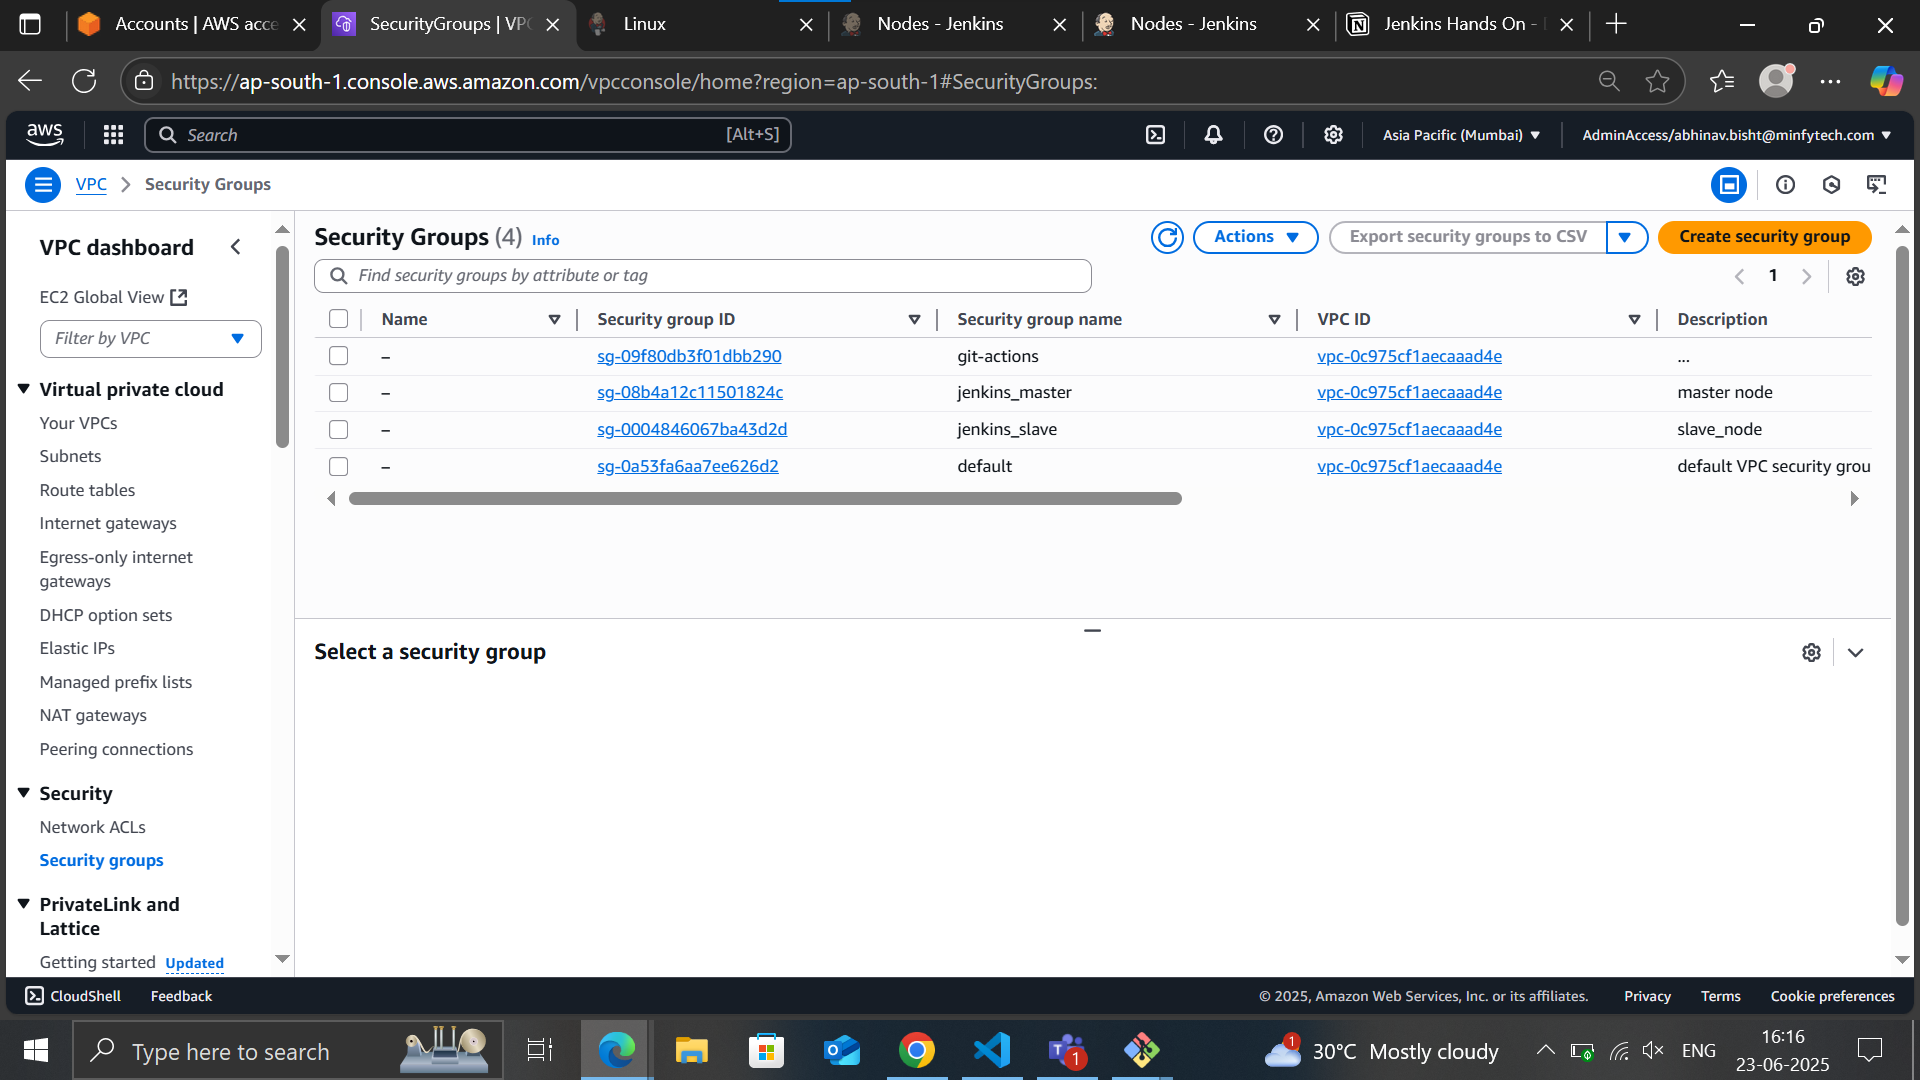 Accounts | AWS acce
SecurityGroups | VPC
Linux
Nodes - Jenkins
Nodes - Jenkins
Jenkins Hands On -
https://ap-south-1.console.aws.amazon.com/vpcconsole/home?region=ap-south-1#SecurityGroups:
aws
Search
[Alt+S]
Asia Pacific (Mumbai)
AdminAccess/abhinav.bisht@minfytech.com
VPC
Security Groups
VPC dashboard
EC2 Global View
Filter by VPC
Virtual private cloud
Your VPCs
Subnets
Route tables
Internet gateways
Egress-only internet
gateways
DHCP option sets
Elastic IPs
Managed prefix lists
NAT gateways
Peering connections
Security
Network ACLs
Security groups
PrivateLink and
Lattice
Getting started Updated
Security Groups (4) Info
Actions
Export security groups to CSV
Create security group
Find security groups by attribute or tag
1
Name Security group ID Security group name VPC ID Description
– sg-09f80db3f01dbb290 git-actions vpc-0c975cf1aecaaad4e ...
– sg-08b4a12c11501824c jenkins_master vpc-0c975cf1aecaaad4e master node
– sg-0004846067ba43d2d jenkins_slave vpc-0c975cf1aecaaad4e slave_node
– sg-0a53fa6aa7ee626d2 default vpc-0c975cf1aecaaad4e default VPC security grou
Select a security group
CloudShell
Feedback
© 2025, Amazon Web Services, Inc. or its affiliates.
Privacy
Terms
Cookie preferences
Type here to search
1
1
30°C Mostly cloudy
ENG
16:16
23-06-2025